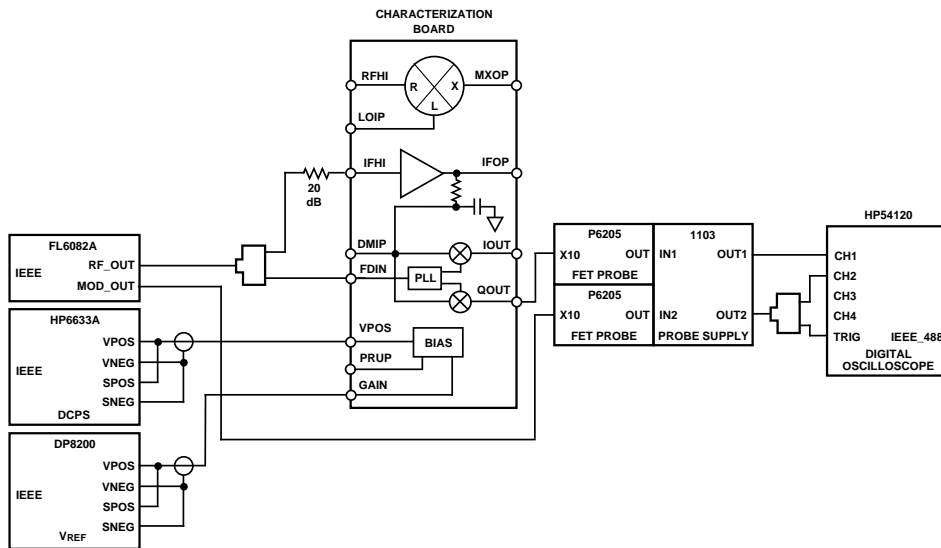 CHARACTERIZATION
BOARD
RFHI
R
X
MXOP
L
LOIP
IFHI
IFOP
20
dB
HP54120
P6205
1103
FL6082A
DMIP
IOUT
X10
OUT
IN1
OUT1
CH1
IEEE
RF_OUT
FET PROBE
CH2
FDIN
PLL
MOD_OUT
QOUT
P6205
CH3
X10
OUT
IN2
OUT2
CH4
HP6633A
VPOS
FET PROBE
PROBE SUPPLY
TRIG
IEEE_488
VPOS
BIAS
DIGITAL
OSCILLOSCOPE
IEEE
VNEG
PRUP
SPOS
GAIN
SNEG
DCPS
DP8200
VPOS
IEEE
VNEG
SPOS
SNEG
VREF